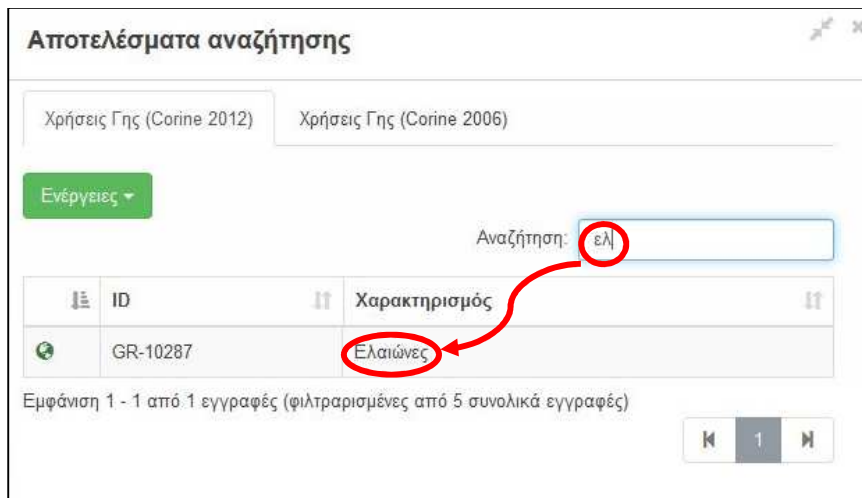 Αποτελέσματα αναζήτησης
Χρήσεις Γης (Corine 2012) Χρήσεις Γης (Corine 2006)
Ενέργειες
Αναζήτηση: ελ
ID Χαρακτηρισμός
GR-10287 Ελαιώνες
Εμφάνιση 1 - 1 από 1 εγγραφές (φιλτραρισμένες από 5 συνολικά εγγραφές)
1